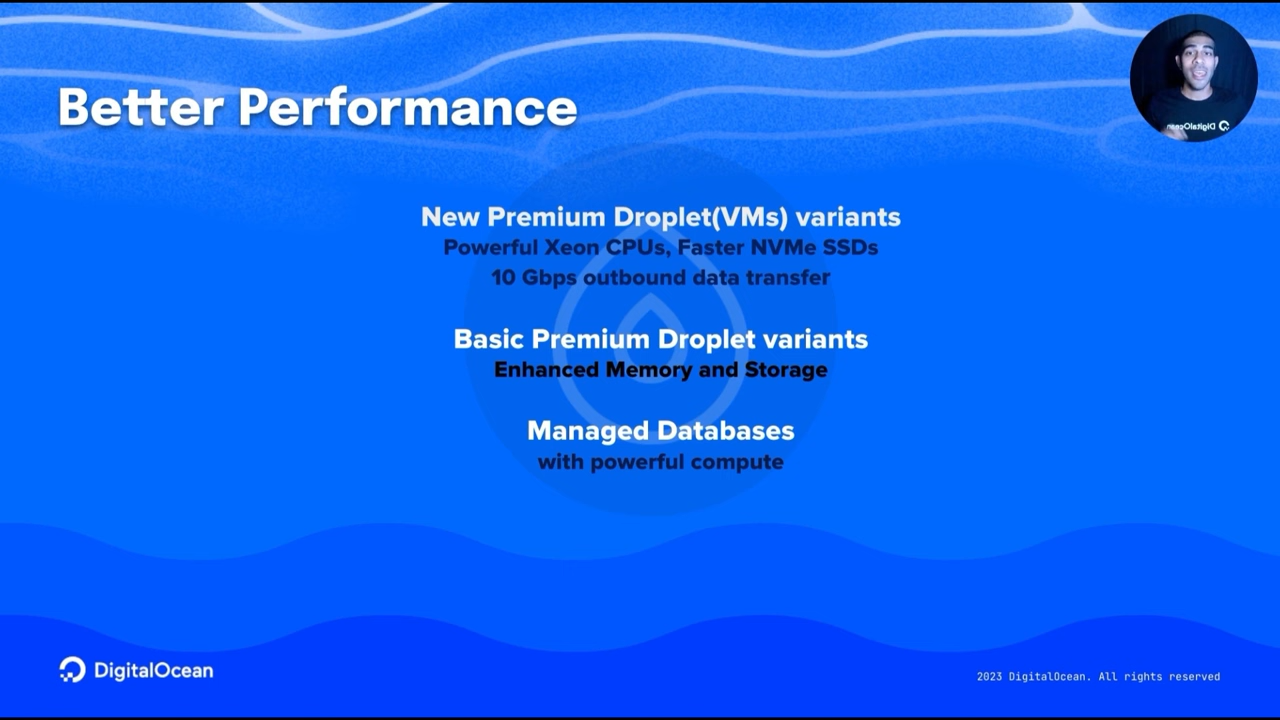 Better Performance
DigitalOcean
New Premium Droplet(VMs) variants
Powerful Xeon CPUs, Faster NVMe SSDs
10 Gbps outbound data transfer
Basic Premium Droplet variants
Enhanced Memory and Storage
Managed Databases
with powerful compute
DigitalOcean
2023 DigitalOcean. All rights reserved